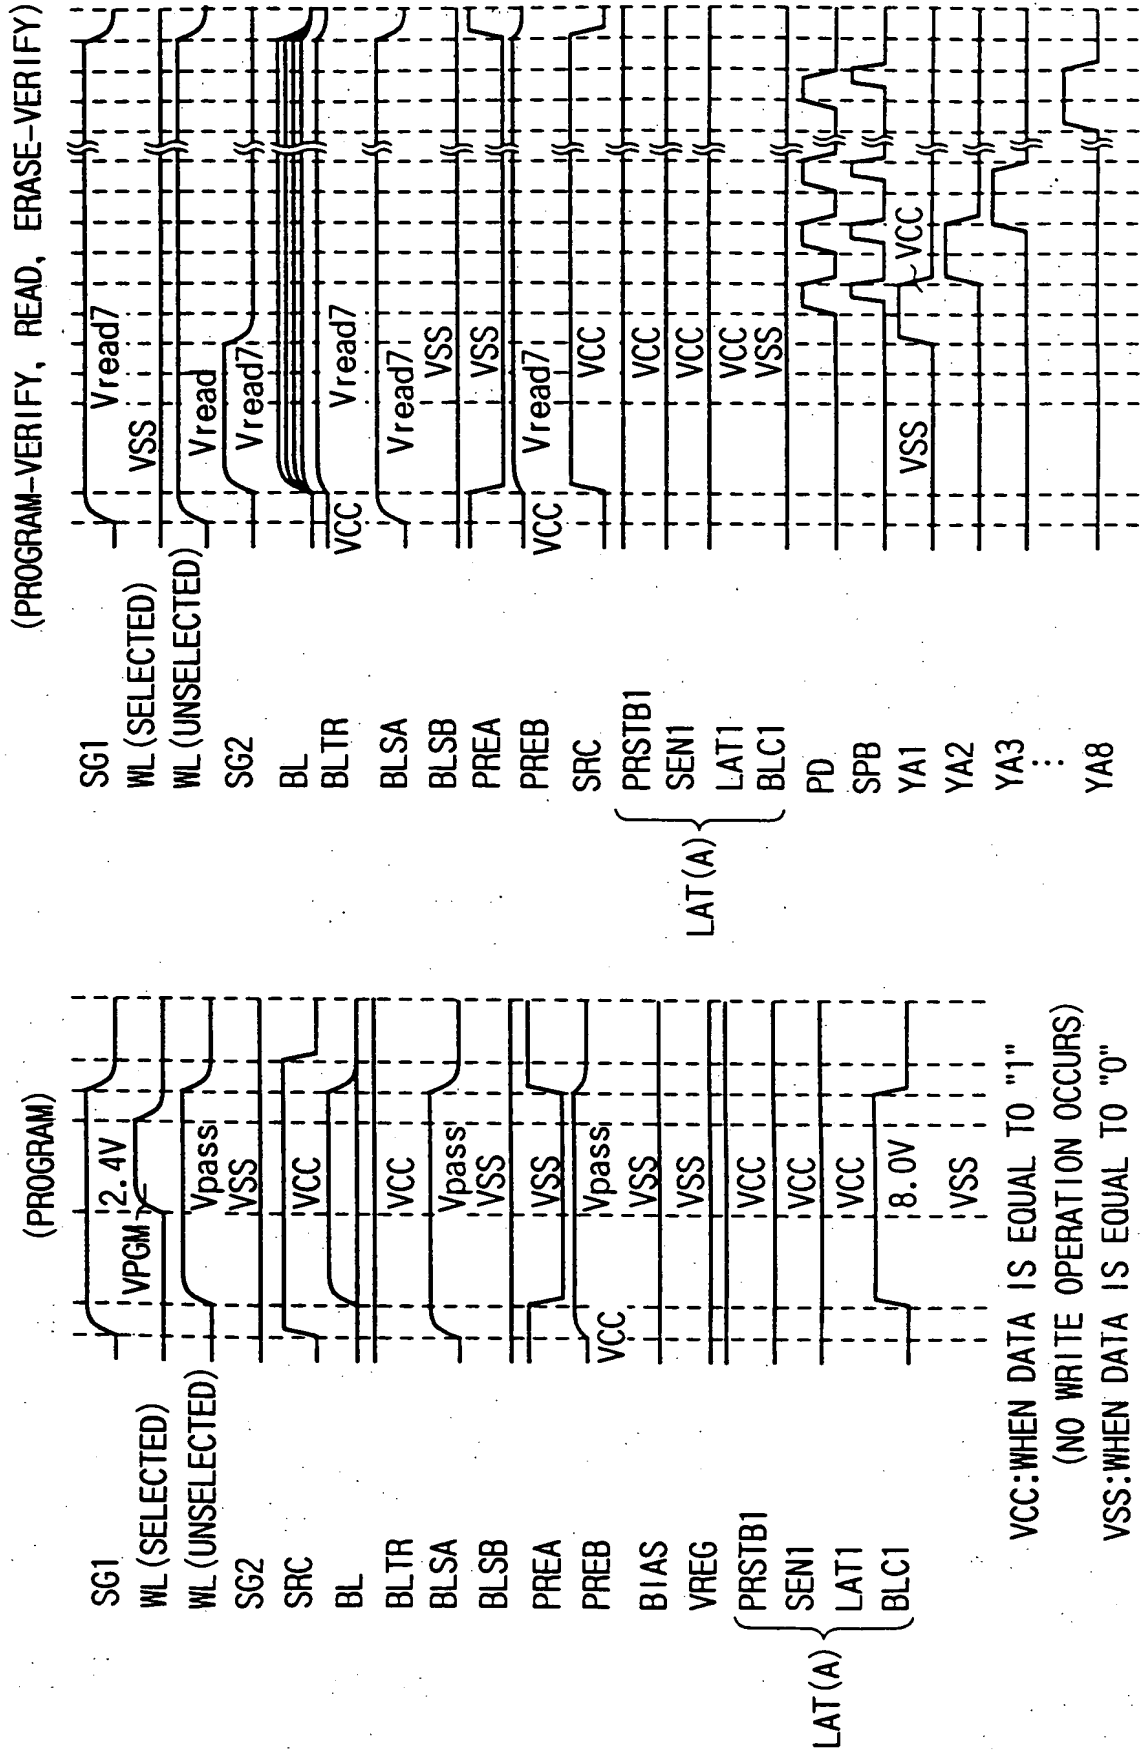 (PROGRAM)
SG1
2.4V
WL(SELECTED)
VPGM
WL(UNSELECTED)
Vpass
SG2
VSS
SRC
VCC
BL
BLTR
VCC
BLSA
Vpass
BLSB
VSS
PREA
VSS
PREB
VCC
Vpass
BIAS
VSS
VREG
VSS
LAT(A)
PRSTB1
VCC
SEN1
VCC
LAT1
VCC
BLC1
8.0V
VSS
VCC:WHEN DATA IS EQUAL TO "1"
(NO WRITE OPERATION OCCURS)
VSS:WHEN DATA IS EQUAL TO "0"
(PROGRAM-VERIFY, READ, ERASE-VERIFY)
SG1
Vread7
WL(SELECTED)
VSS
WL(UNSELECTED)
Vread
SG2
Vread7
BL
BLTR
VCC
Vread7
BLSA
Vread7
BLSB
VSS
PREA
VSS
PREB
VCC
Vread7
SRC
VCC
LAT(A)
PRSTB1
VCC
SEN1
VCC
LAT1
VCC
BLC1
VSS
PD
SPB
YA1
VSS
VCC
YA2
YA3
⋮
YA8